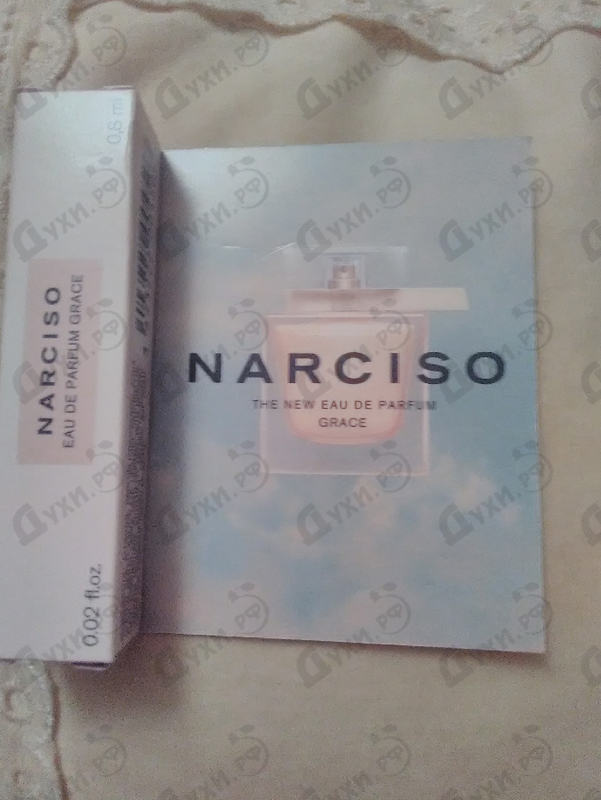 NARCISO
EAU DE PARFUM GRACE
0.02 fl.oz
0,8 ml
NARCISO
THE NEW EAU DE PARFUM
GRACE
Духи.РФ